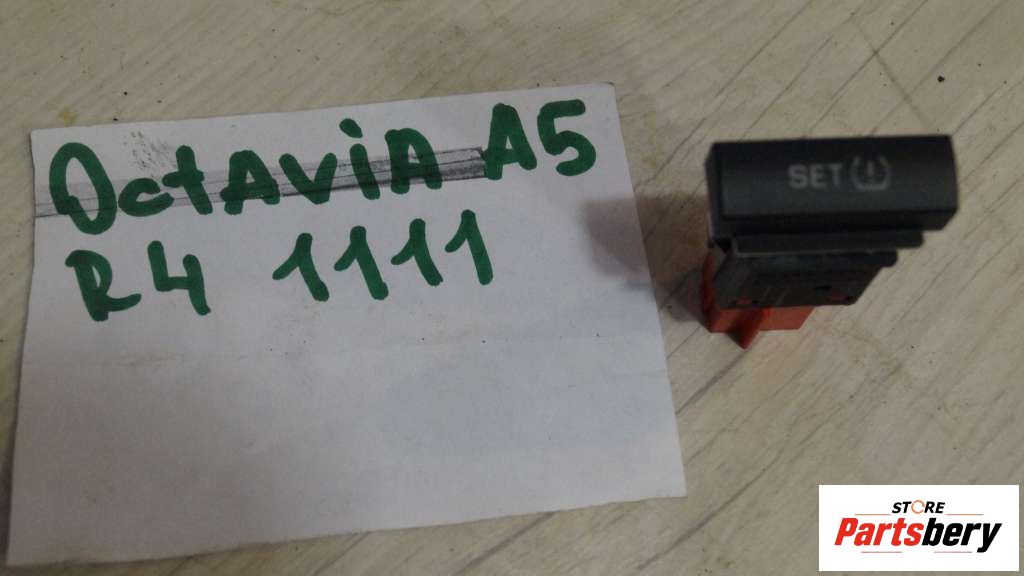 Octavia A5
R4 1111
SET
STORE
Partsbery